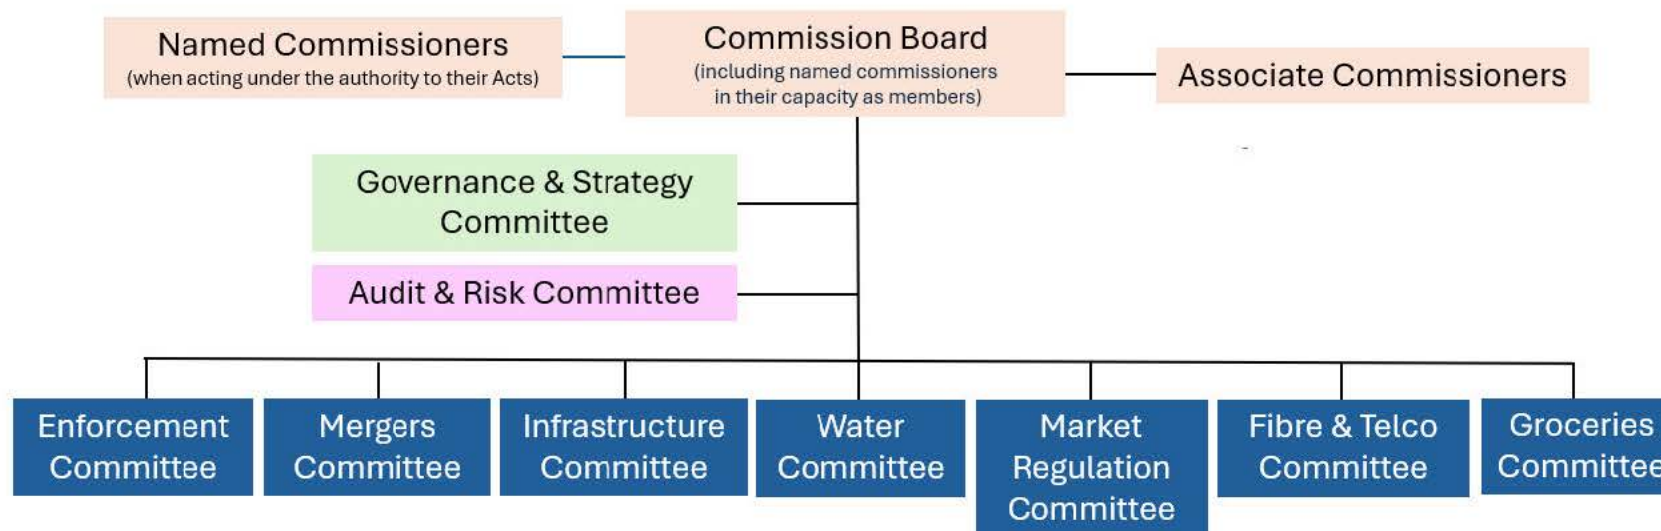 Named Commissioners
(when acting under the authority to their Acts)
Commission Board
(including named commissioners
in their capacity as members)
Associate Commissioners
Governance & Strategy
Committee
Audit & Risk Committee
Enforcement
Committee
Mergers
Committee
Infrastructure
Committee
Water
Committee
Market
Regulation
Committee
Fibre & Telco
Committee
Groceries
Committee